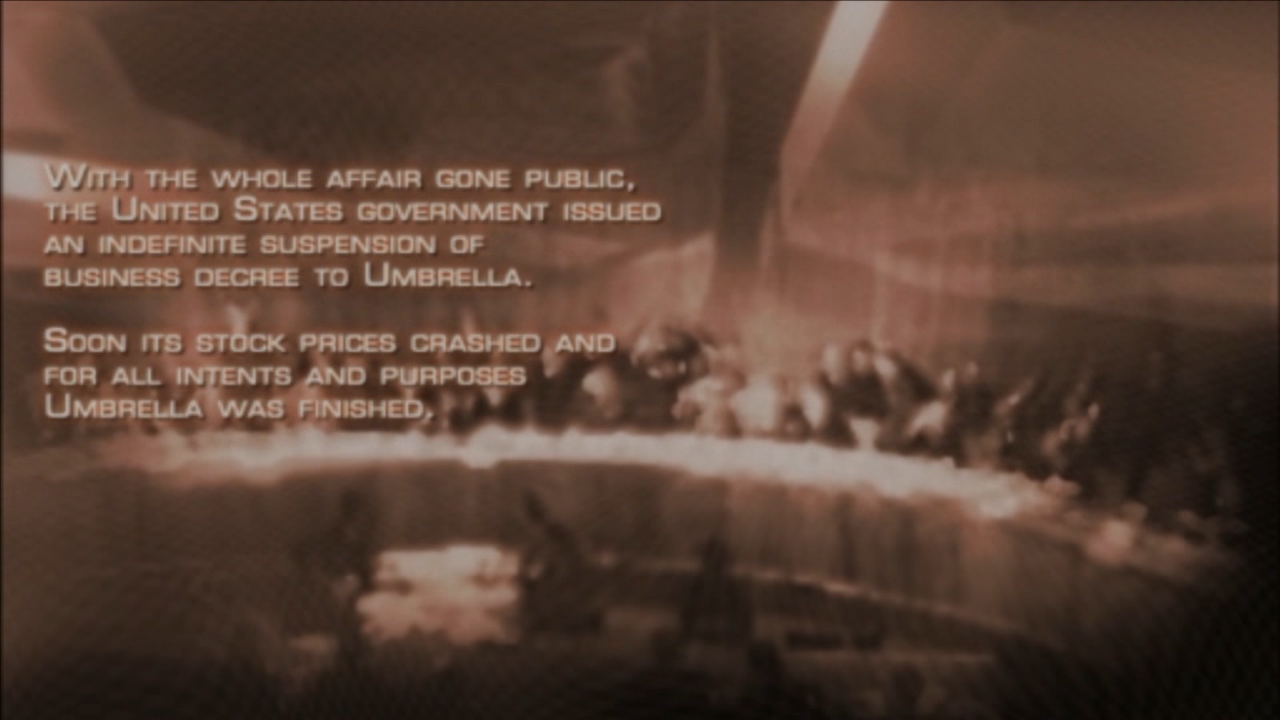 With the whole affair gone public,
the United States government issued
an indefinite suspension of
business decree to Umbrella.
Soon its stock prices crashed and
for all intents and purposes
Umbrella was finished.